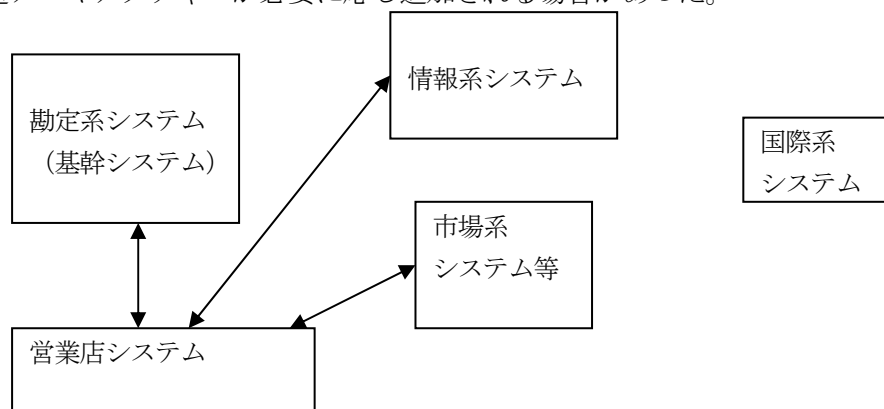 情報系システム
勘定系システム
（基幹システム）
国際系
システム
市場系
システム等
営業店システム